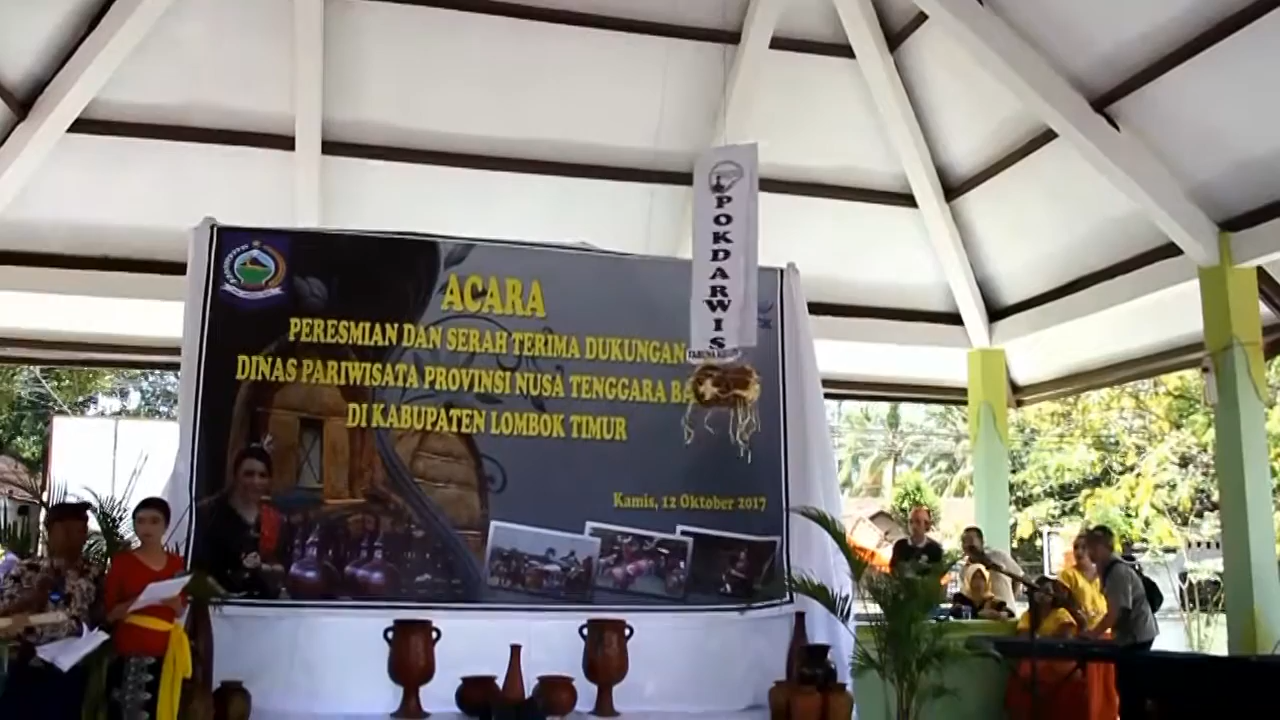 ACARA
PERESMIAN DAN SERAH TERIMA DUKUNGAN
DINAS PARIWISATA PROVINSI NUSA TENGGARA BA
DI KABUPATEN LOMBOK TIMUR
Kamis, 12 Oktober 2017
POKDARWIS